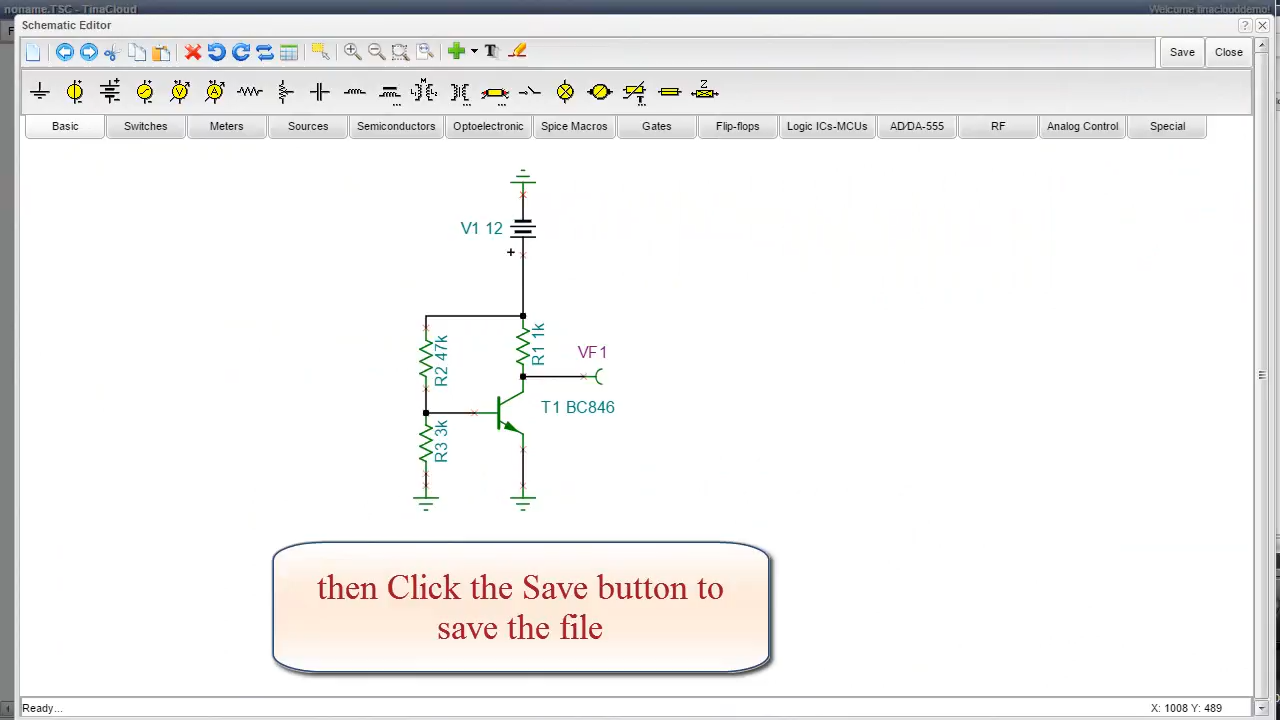 noname.TSC - TinaCloud
Welcome tinaclouddemo!
Schematic Editor
Save
Close
Basic
Switches
Meters
Sources
Semiconductors
Optoelectronic
Spice Macros
Gates
Flip-flops
Logic ICs-MCUs
AD/DA-555
RF
Analog Control
Special
V1 12
+
R1 1k
R2 47k
VF1
T1 BC846
R3 3k
then Click the Save button to
save the file
Ready...
X: 1008 Y: 489